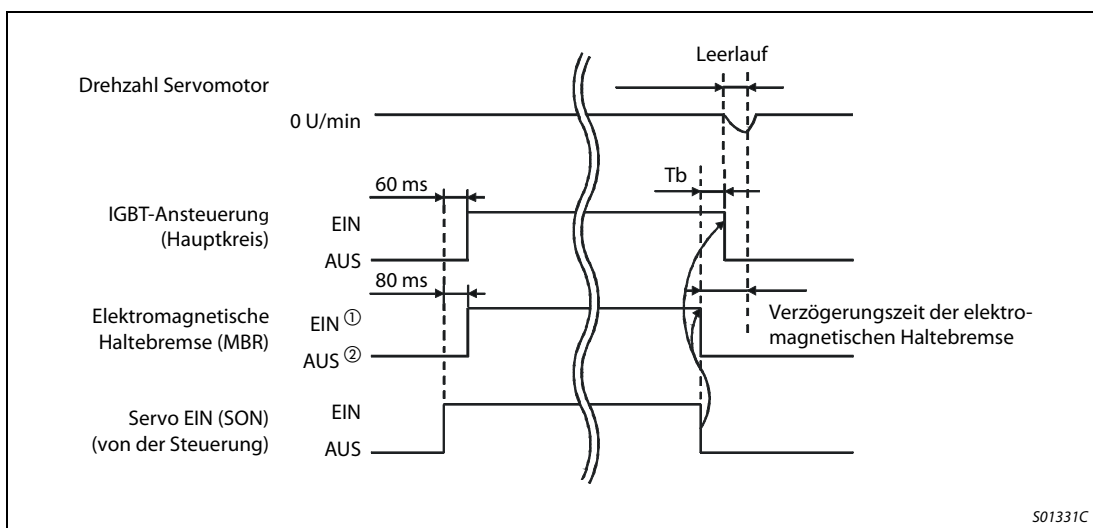 Leerlauf
Drehzahl Servomotor
0 U/min
Tb
60 ms
IGBT-Ansteuerung
(Hauptkreis)
EIN
AUS
80 ms
Elektromagnetische
Haltebremse (MBR)
EIN ①
AUS ②
Verzögerungszeit der elektro-
magnetischen Haltebremse
Servo EIN (SON)
(von der Steuerung)
EIN
AUS
S01331C